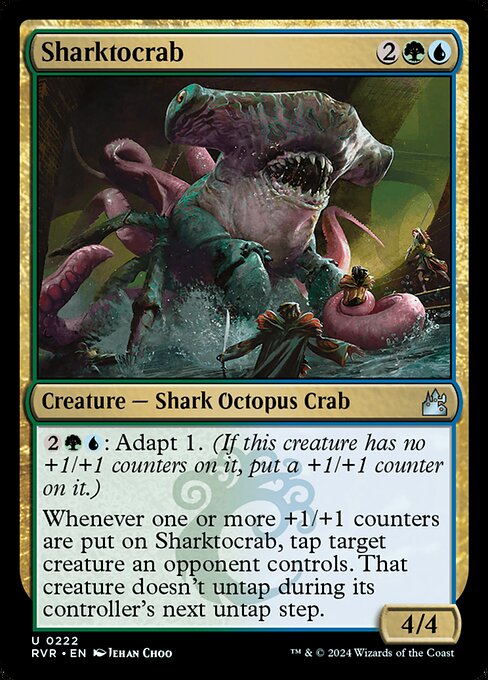 Sharktocrab 2
Creature — Shark Octopus Crab
2 : Adapt 1. (If this creature has no
+1/+1 counters on it, put a +1/+1 counter
on it.)
Whenever one or more +1/+1 counters
are put on Sharktocrab, tap target
creature an opponent controls. That
creature doesn't untap during its
controller's next untap step.
4/4
U 0222
RVR • EN Jehan Choo
™ & © 2024 Wizards of the Coast